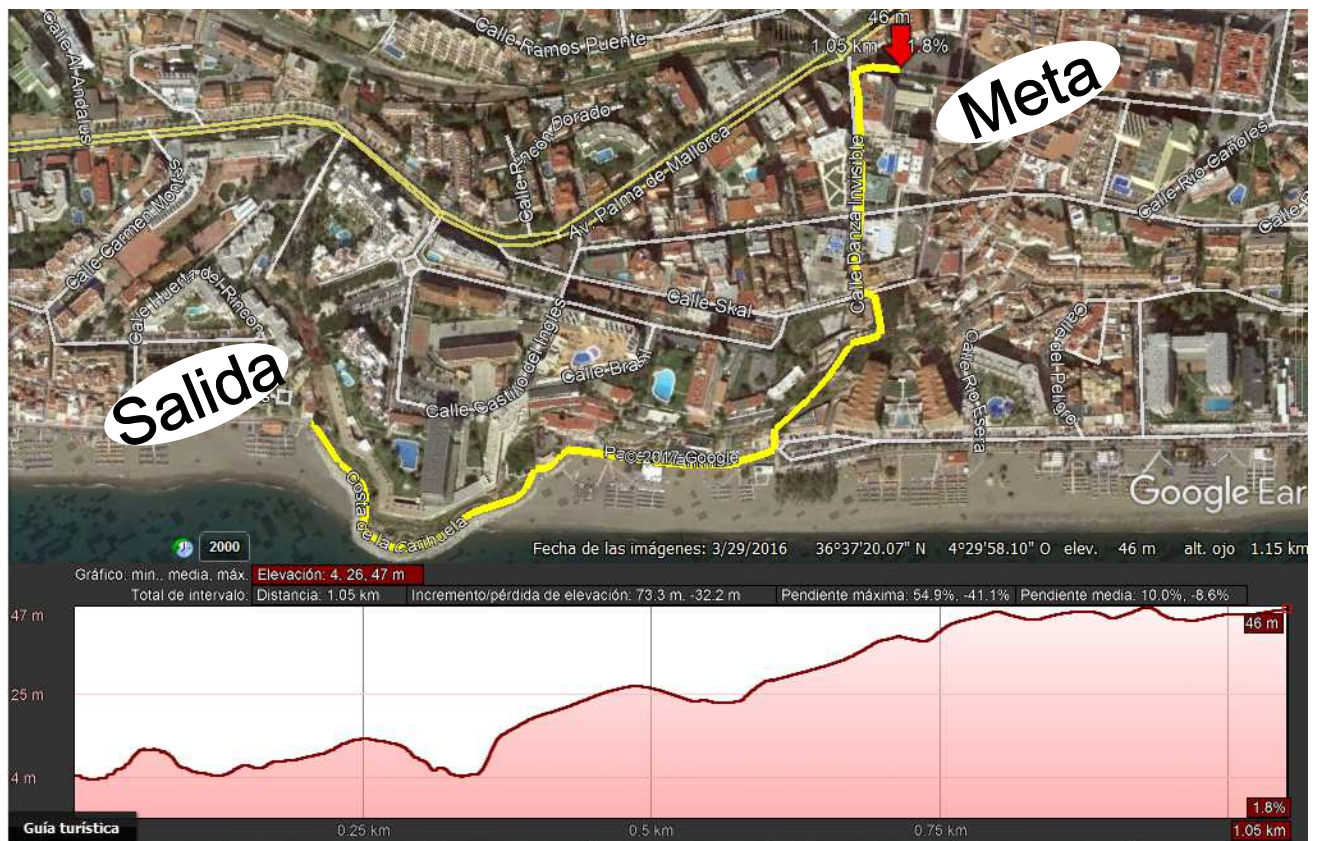 Calle Al-Andalus
Calle Ramos Puente
46 m
1.05 km
1.8%
Meta
Calle Rincón Dorado
Av. Palma de Mallorca
Calle Danza Invisible
Calle Río Cañoles
Calle Carmen Montes
Calle Huerta del Rincón
Calle Skal
Calle Castillo del Inglés
Calle Brasil
Calle Río Esera
Calle del Peligro
Salida
Costa de la Carihuela
© 2017 Google
Google Ear
2000
Fecha de las imágenes: 3/29/2016 36°37'20.07" N 4°29'58.10" O elev. 46 m alt. ojo 1.15 km
Gráfico: mín., media, máx. Elevación: 4, 26, 47 m
Total de intervalo: Distancia: 1.05 km Incremento/pérdida de elevación: 73.3 m, -32.2 m Pendiente máxima: 54.9%, -41.1% Pendiente media: 10.0%, -8.6%
47 m
46 m
25 m
4 m
1.8%
Guía turística
0.25 km
0.5 km
0.75 km
1.05 km